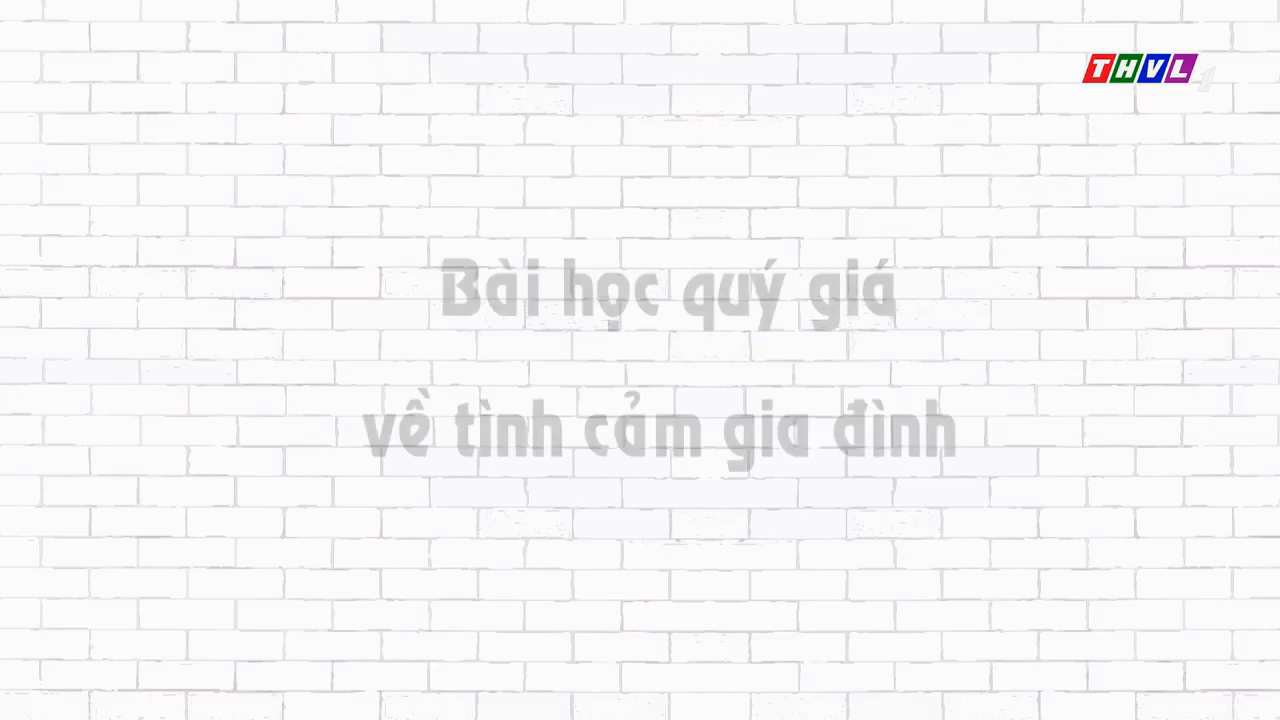 THVL1
Bài học quý giá
về tình cảm gia đình